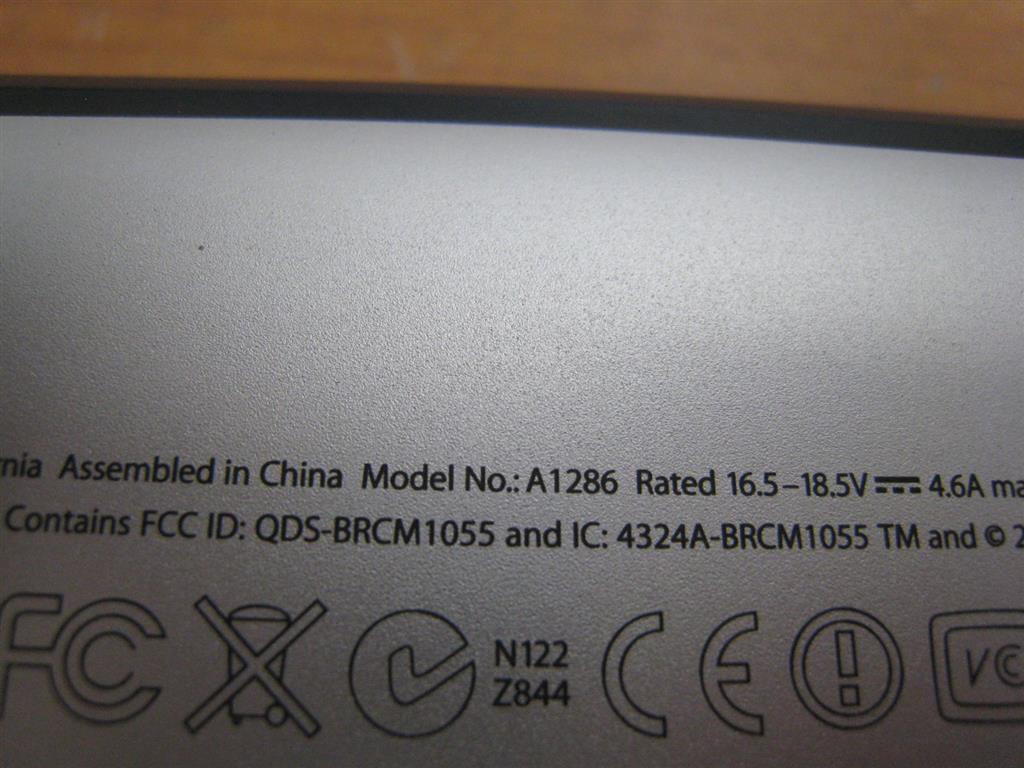 nia Assembled in China Model No.: A1286 Rated 16.5–18.5V⎓4.6A ma
Contains FCC ID: QDS-BRCM1055 and IC: 4324A-BRCM1055 TM and © 2
FC CE VC
N122
Z844